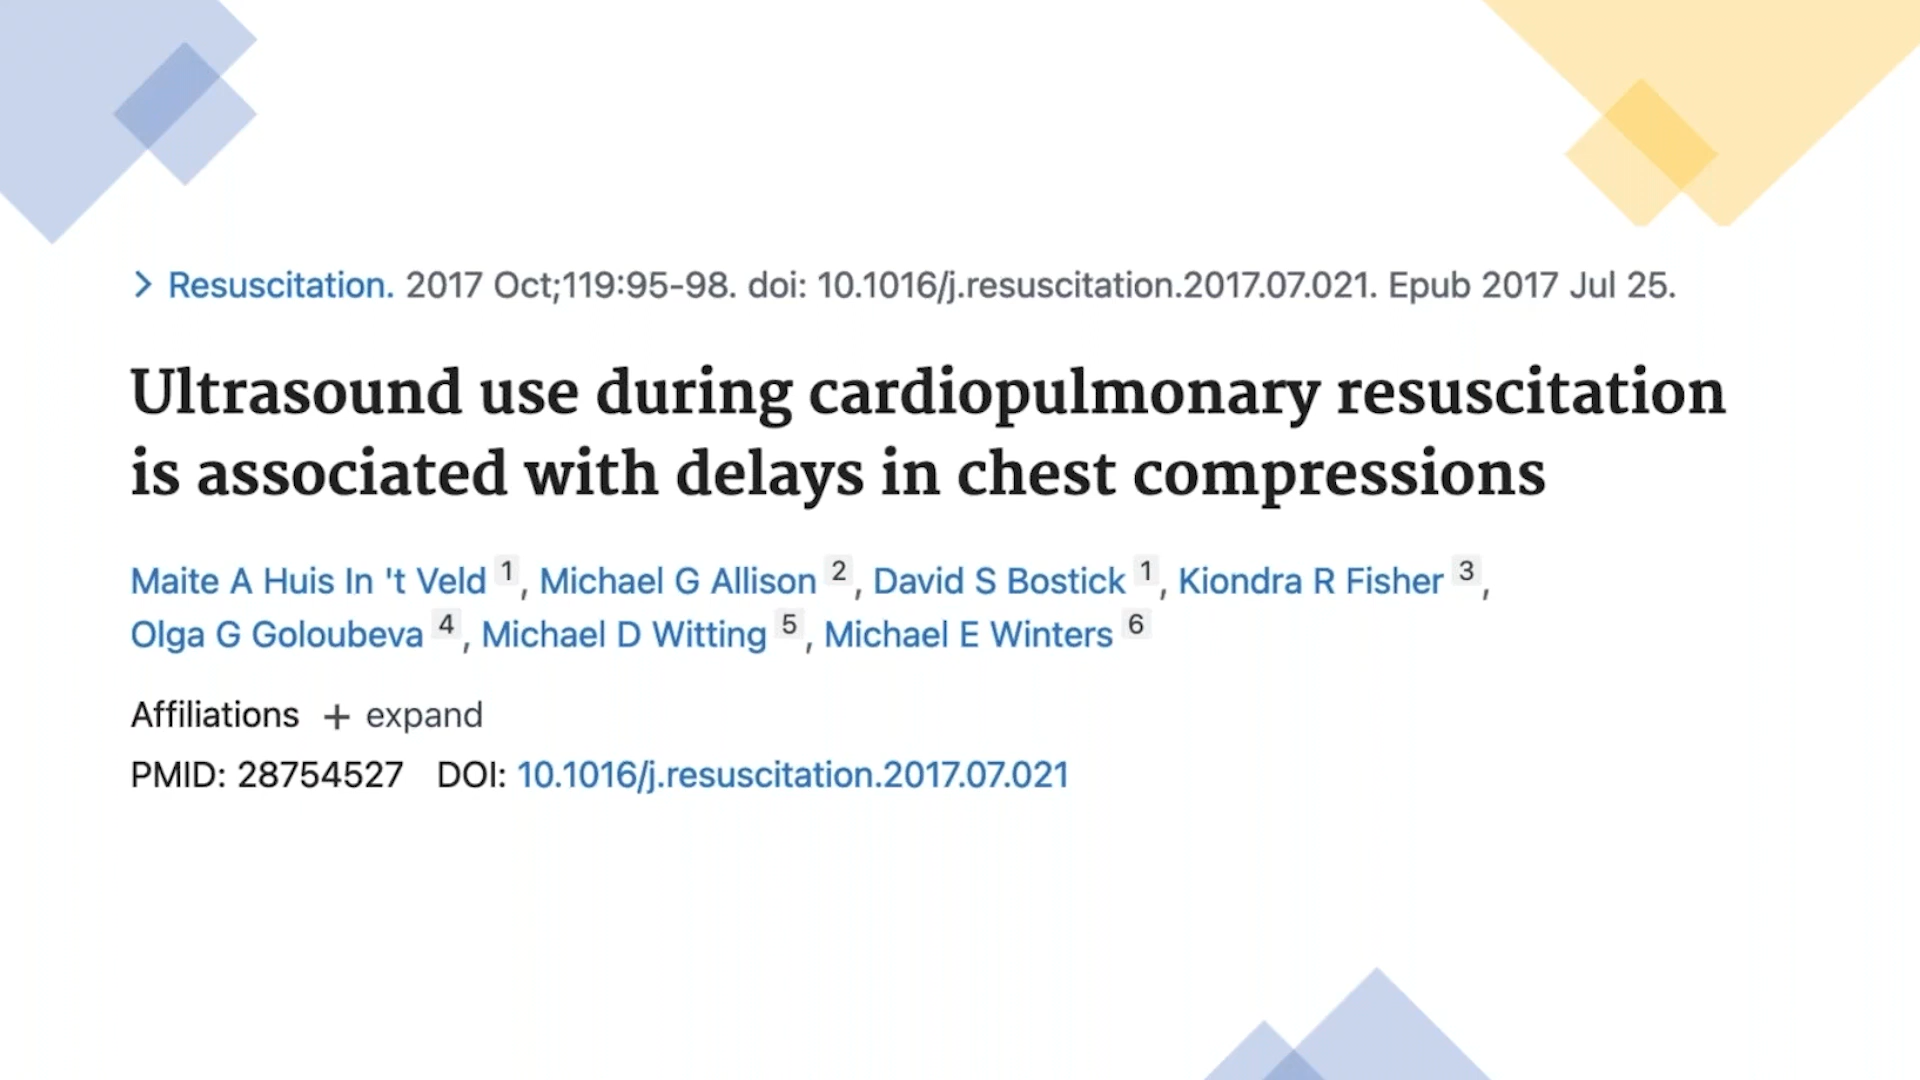 > Resuscitation. 2017 Oct;119:95-98. doi: 10.1016/j.resuscitation.2017.07.021. Epub 2017 Jul 25.
Ultrasound use during cardiopulmonary resuscitation
is associated with delays in chest compressions
Maite A Huis In 't Veld 1, Michael G Allison 2, David S Bostick 1, Kiondra R Fisher 3,
Olga G Goloubeva 4, Michael D Witting 5, Michael E Winters 6
Affiliations + expand
PMID: 28754527 DOI: 10.1016/j.resuscitation.2017.07.021